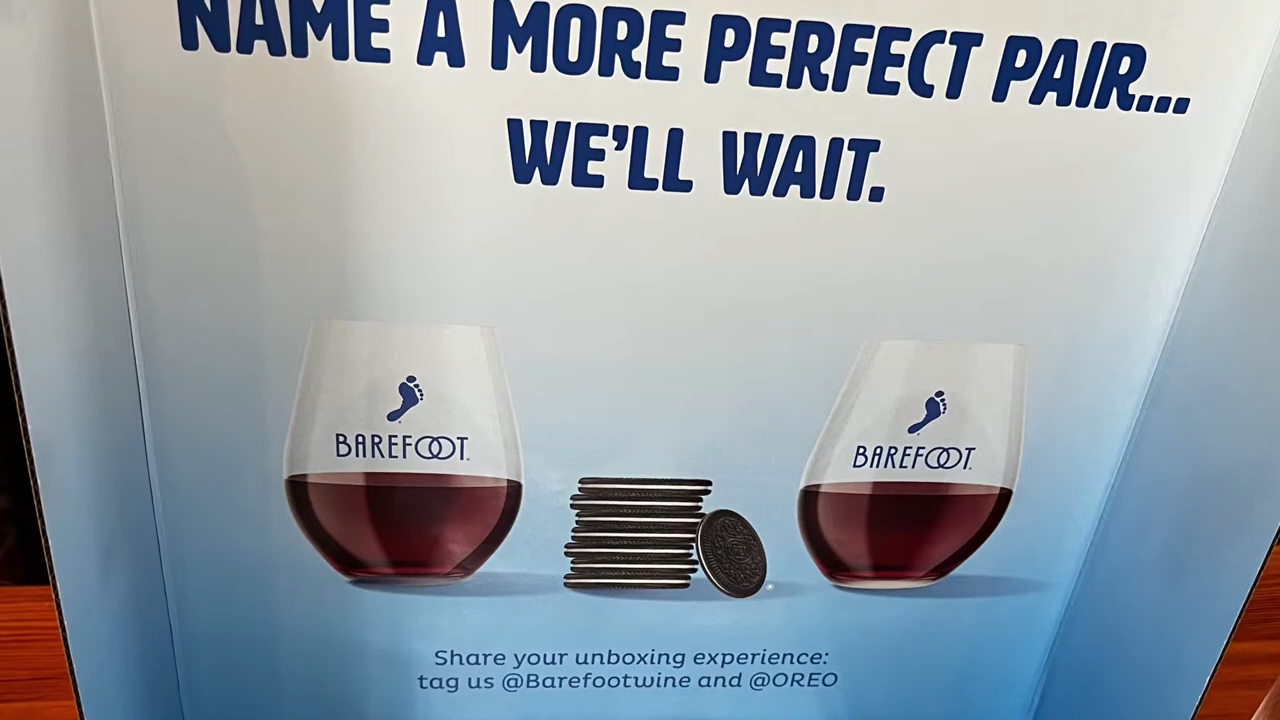 NAME A MORE PERFECT PAIR...
WE'LL WAIT.
BAREFOOT
BAREFOOT
Share your unboxing experience:
tag us @Barefootwine and @OREO